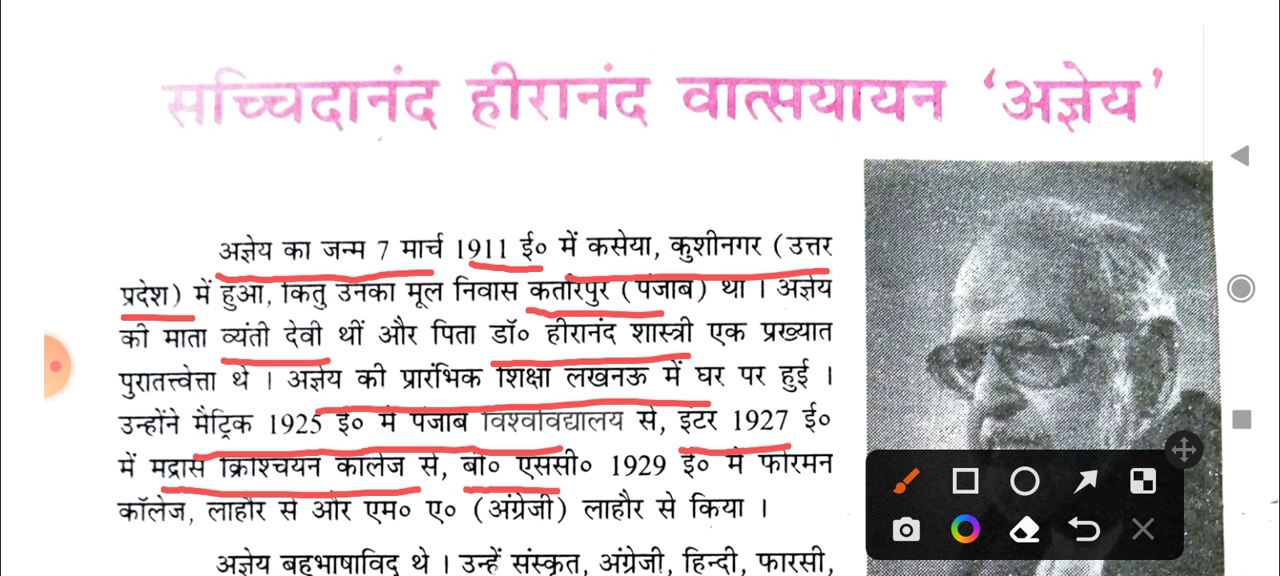 सच्चिदानंद हीरानंद वात्सयायन ‘अज्ञेय’
अज्ञेय का जन्म 7 मार्च 1911 ई० में कसेया, कुशीनगर (उत्तर
प्रदेश) में हुआ, किंतु उनका मूल निवास कर्तारपुर (पंजाब) था । अज्ञेय
की माता व्यंती देवी थीं और पिता डॉ० हीरानंद शास्त्री एक प्रख्यात
पुरातत्त्वेत्ता थे । अज्ञेय की प्रारंभिक शिक्षा लखनऊ में घर पर हुई ।
उन्होंने मैट्रिक 1925 ई० में पंजाब विश्वविद्यालय से, इंटर 1927 ई०
में मद्रास क्रिश्चियन कॉलेज से, बी० एससी० 1929 ई० में फोरमन
कॉलेज, लाहौर से और एम० ए० (अंग्रेजी) लाहौर से किया ।
अज्ञेय बहुभाषाविद् थे । उन्हें संस्कृत, अंग्रेजी, हिन्दी, फारसी,